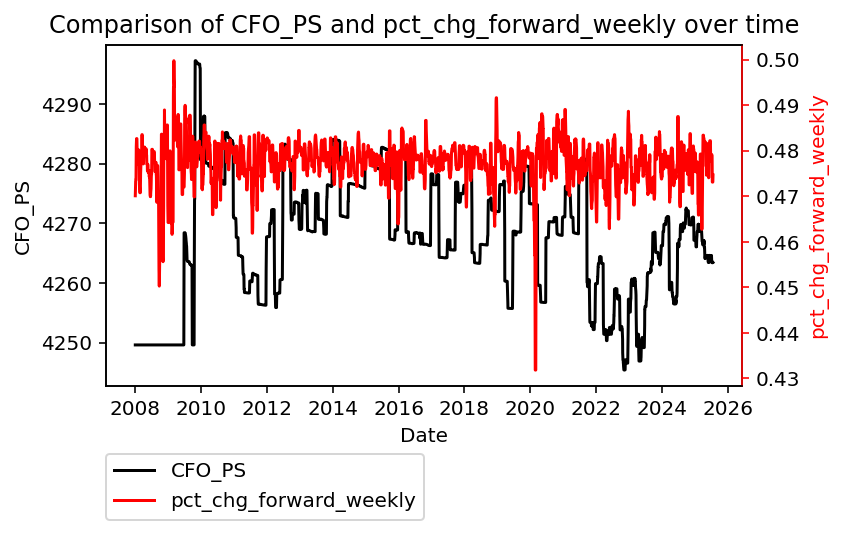 Comparison of CFO_PS and pct_chg_forward_weekly over time
4290
4280
4270
4260
4250
CFO_PS
0.50
0.49
0.48
0.47
0.46
0.45
0.44
0.43
pct_chg_forward_weekly
2008 2010 2012 2014 2016 2018 2020 2022 2024 2026
Date
CFO_PS
pct_chg_forward_weekly